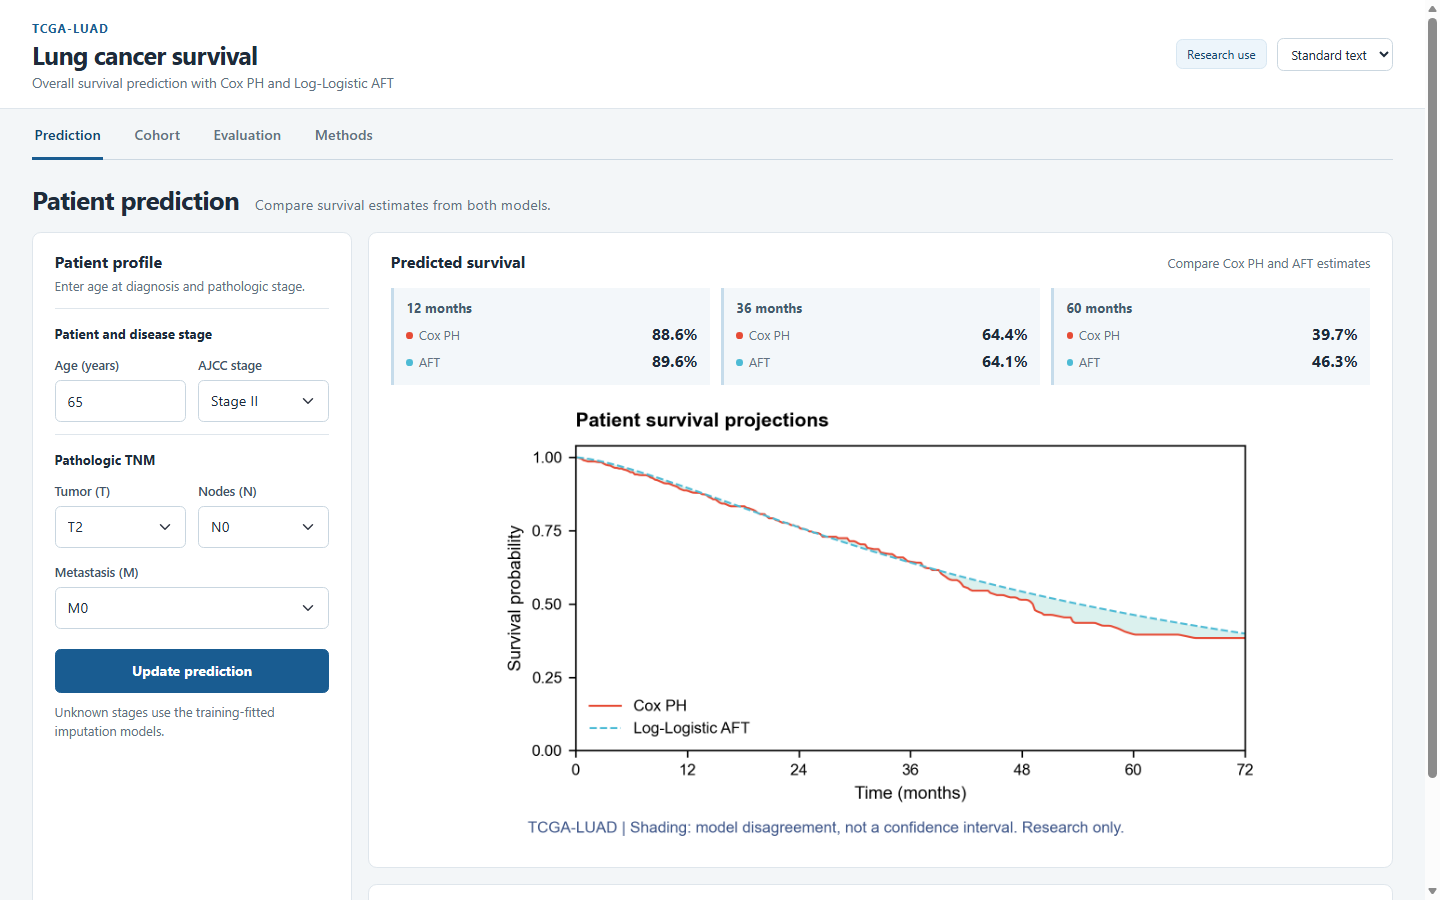 TCGA-LUAD
Lung cancer survival
Overall survival prediction with Cox PH and Log-Logistic AFT
Research use
Standard text
Prediction
Cohort
Evaluation
Methods
Patient prediction
Compare survival estimates from both models.
Patient profile
Enter age at diagnosis and pathologic stage.
Patient and disease stage
Age (years)
AJCC stage
65
Stage II
Pathologic TNM
Tumor (T)
Nodes (N)
T2
N0
Metastasis (M)
M0
Update prediction
Unknown stages use the training-fitted
imputation models.
Predicted survival
Compare Cox PH and AFT estimates
12 months
Cox PH 88.6%
AFT 89.6%
36 months
Cox PH 64.4%
AFT 64.1%
60 months
Cox PH 39.7%
AFT 46.3%
Patient survival projections
Survival probability
1.00
0.75
0.50
0.25
0.00
Cox PH
Log-Logistic AFT
0 12 24 36 48 60 72
Time (months)
TCGA-LUAD | Shading: model disagreement, not a confidence interval. Research only.